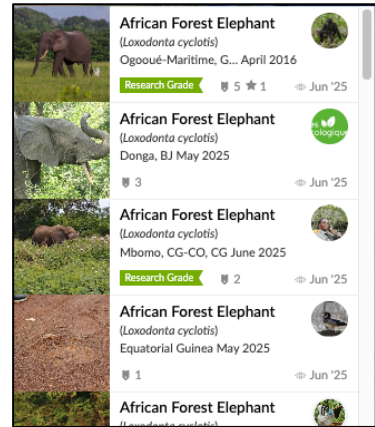 African Forest Elephant
(Loxodonta cyclotis)
Ogooué-Maritime, G... April 2016
Research Grade 5 1 Jun '25
African Forest Elephant
(Loxodonta cyclotis)
Donga, BJ May 2025
3 Jun '25
African Forest Elephant
(Loxodonta cyclotis)
Mbomo, CG-CO, CG June 2025
Research Grade 2 Jun '25
African Forest Elephant
(Loxodonta cyclotis)
Equatorial Guinea May 2025
1 Jun '25
African Forest Elephant
(Loxodonta cyclotis)